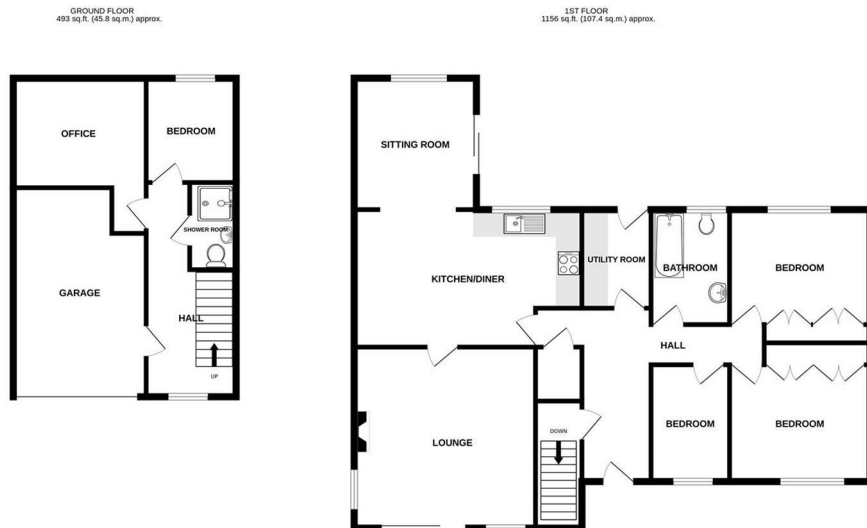 GROUND FLOOR
493 sq.ft. (45.8 sq.m.) approx.
1ST FLOOR
1156 sq.ft. (107.4 sq.m.) approx.
OFFICE
BEDROOM
SHOWER ROOM
GARAGE
HALL
UP
SITTING ROOM
KITCHEN/DINER
UTILITY ROOM
BATHROOM
BEDROOM
HALL
LOUNGE
DOWN
BEDROOM
BEDROOM